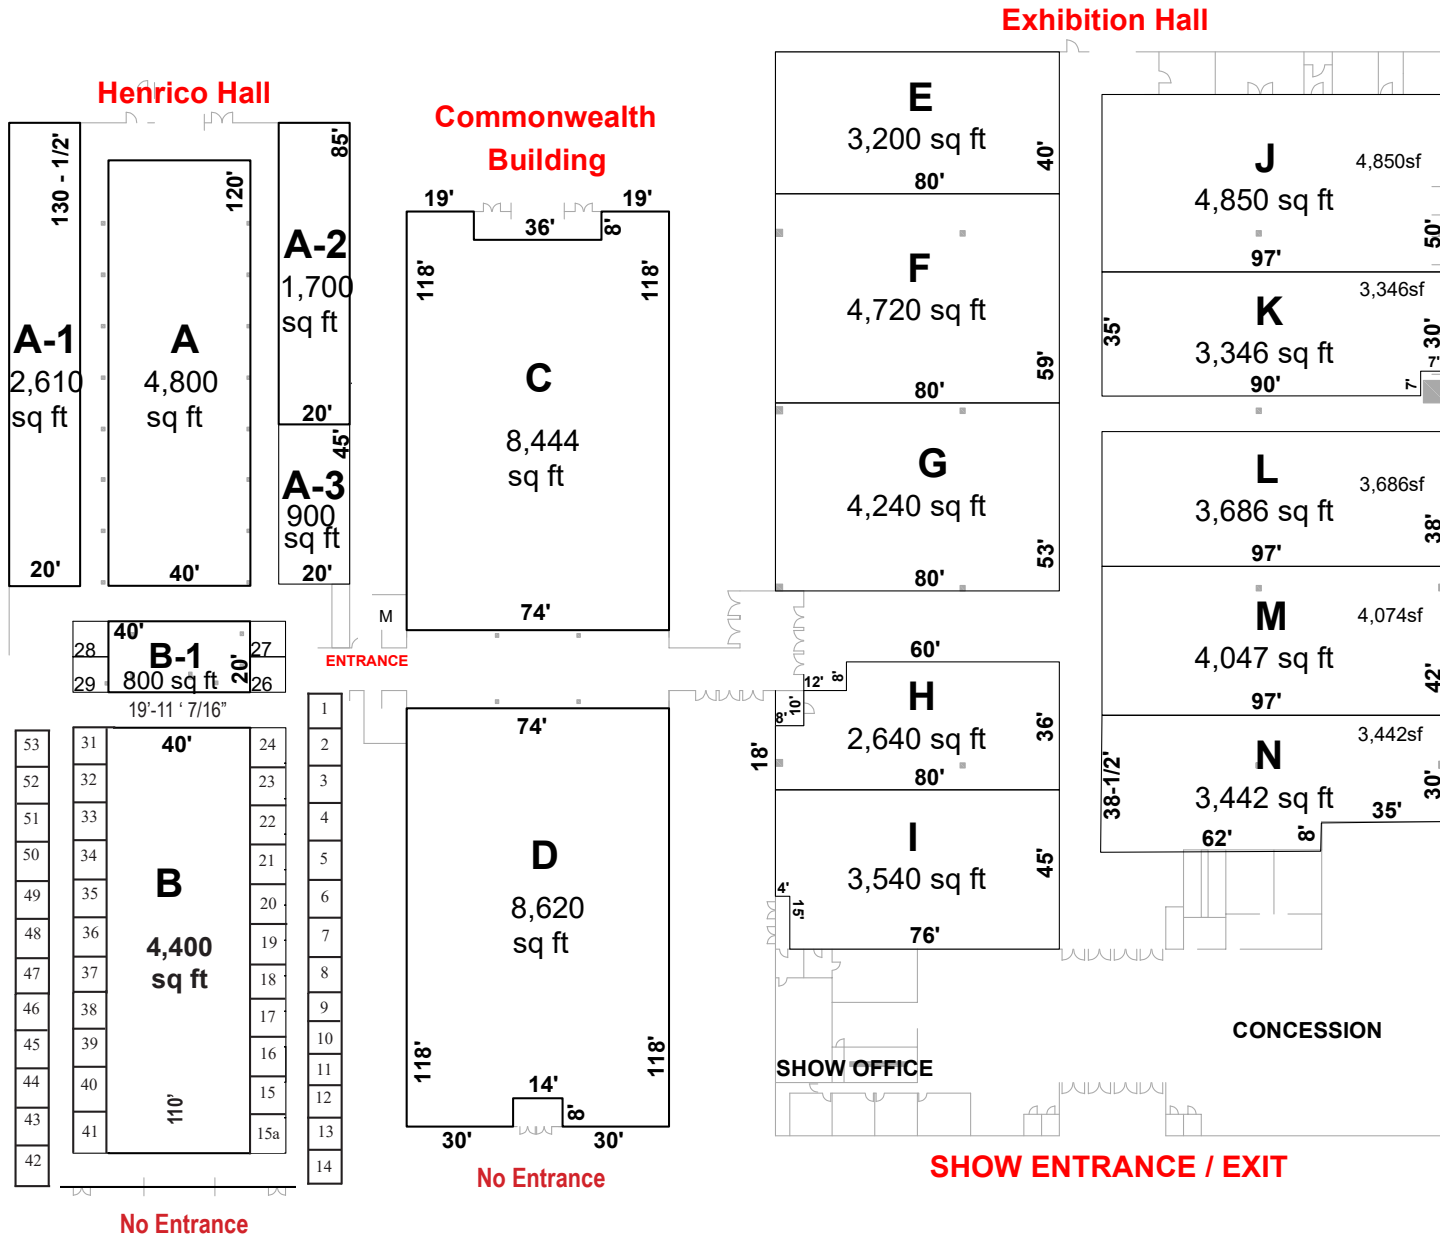 Exhibition Hall
Henrico Hall
Commonwealth
Building
130 - 1/2'
A-1
2,610
sq ft
20'
120'
A
4,800
sq ft
40'
85'
A-2
1,700
sq ft
20'
45'
A-3
900
sq ft
20'
19'
19'
36'
8'
118'
118'
C
8,444
sq ft
74'
M
ENTRANCE
E
3,200 sq ft
40'
80'
F
4,720 sq ft
59'
80'
G
4,240 sq ft
53'
80'
60'
12'
8'
10'
8'
H
2,640 sq ft
36'
18'
80'
I
3,540 sq ft
45'
4'
15'
76'
J
4,850sf
4,850 sq ft
50'
97'
3,346sf
K
35'
30'
3,346 sq ft
7'
7'
90'
L
3,686sf
3,686 sq ft
38'
97'
M
4,074sf
4,047 sq ft
42'
97'
3,442sf
N
38-1/2'
3,442 sq ft
30'
35'
62'
8'
40'
28
27
B-1
20'
29
800 sq ft
26
19'-11 ' 7/16"
40'
B
4,400
sq ft
110'
53
52
51
50
49
48
47
46
45
44
43
42
31
32
33
34
35
36
37
38
39
40
41
24
23
22
21
20
19
18
17
16
15
15a
1
2
3
4
5
6
7
8
9
10
11
12
13
14
No Entrance
74'
D
8,620
sq ft
118'
118'
14'
8'
30'
30'
No Entrance
SHOW OFFICE
CONCESSION
SHOW ENTRANCE / EXIT